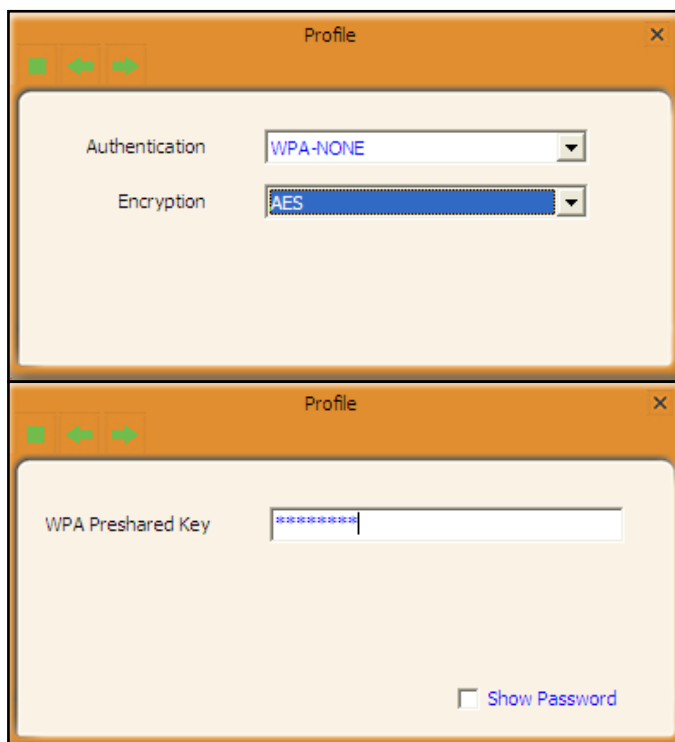 Profile
Authentication WPA-NONE
Encryption AES
Profile
WPA Preshared Key ********
Show Password